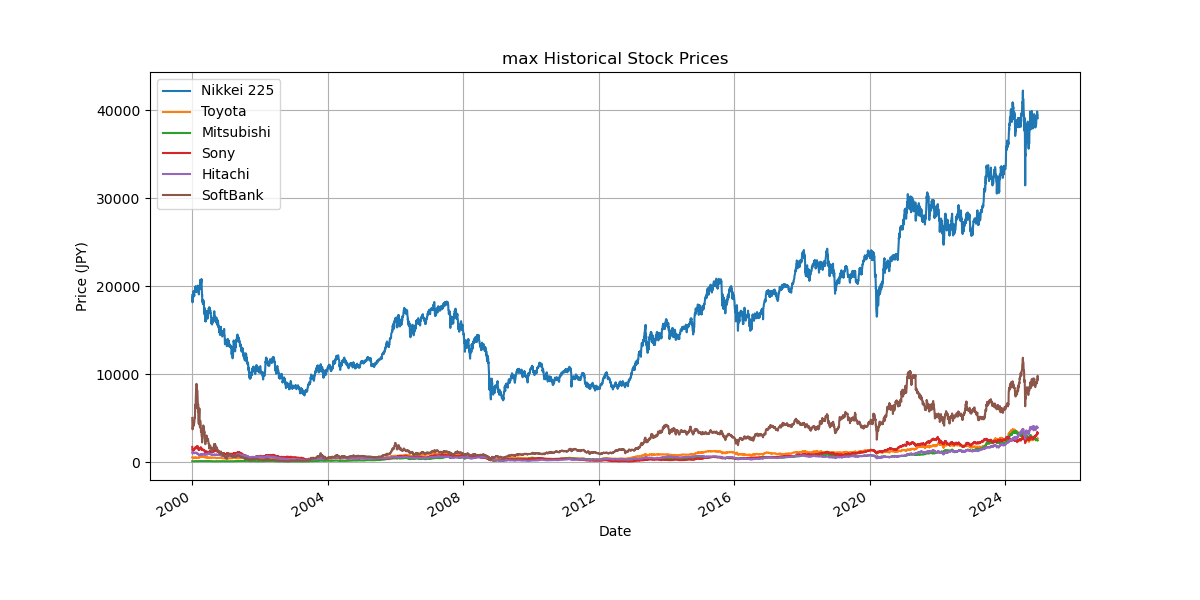 max Historical Stock Prices
Nikkei 225
Toyota
Mitsubishi
Sony
Hitachi
SoftBank
Price (JPY)
40000
30000
20000
10000
0
2000 2004 2008 2012 2016 2020 2024
Date